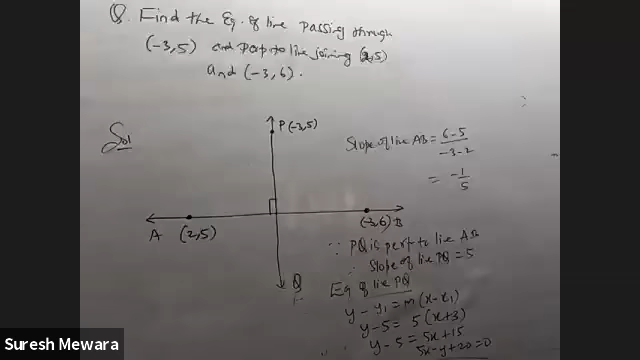 Q. Find the Eq. of line passing through
(-3,5) and perp to line joining (2,5)
and (-3,6).
Sol
P(-3,5)
A (2,5)
(-3,6) B
Q
Slope of line AB = 6-5 / -3-2
= -1/5
∵ PQ is perp to line AB
∴ Slope of line PQ = 5
Eq of line PQ
y - y₁ = m(x-x₁)
y-5 = 5(x+3)
y-5 = 5x+15
5x-y+20=0
Suresh Mewara